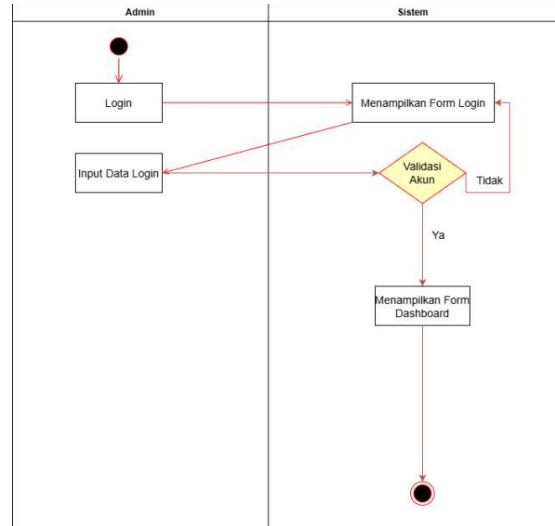 Admin
Sistem
Login
Menampilkan Form Login
Input Data Login
Validasi
Akun
Tidak
Ya
Menampilkan Form
Dashboard